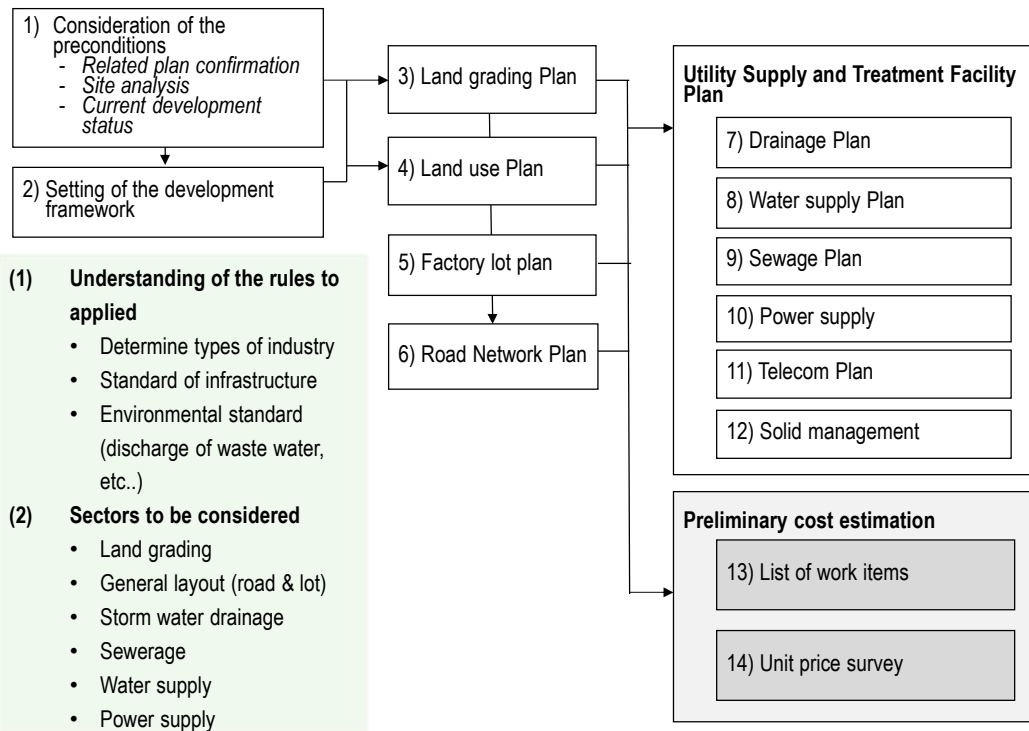 1) Consideration of the
preconditions
- Related plan confirmation
- Site analysis
- Current development
status
2) Setting of the development
framework
(1) Understanding of the rules to
applied
• Determine types of industry
• Standard of infrastructure
• Environmental standard
(discharge of waste water,
etc..)
(2) Sectors to be considered
• Land grading
• General layout (road & lot)
• Storm water drainage
• Sewerage
• Water supply
• Power supply
3) Land grading Plan
4) Land use Plan
5) Factory lot plan
6) Road Network Plan
Utility Supply and Treatment Facility
Plan
7) Drainage Plan
8) Water supply Plan
9) Sewage Plan
10) Power supply
11) Telecom Plan
12) Solid management
Preliminary cost estimation
13) List of work items
14) Unit price survey